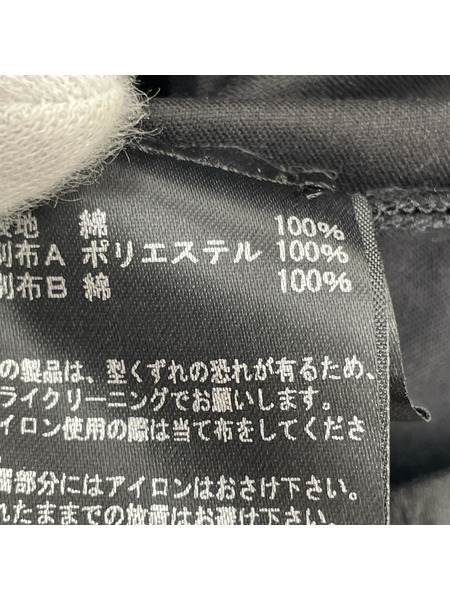 表地 綿 100%
別布A ポリエステル 100%
別布B 綿 100%
の製品は、型くずれの恐れが有るため、
ライクリーニングでお願いします。
イロン使用の際は当て布をしてくださ
部分にはアイロンはおさけ下さい。
れたままでの放置はお避け下さい。